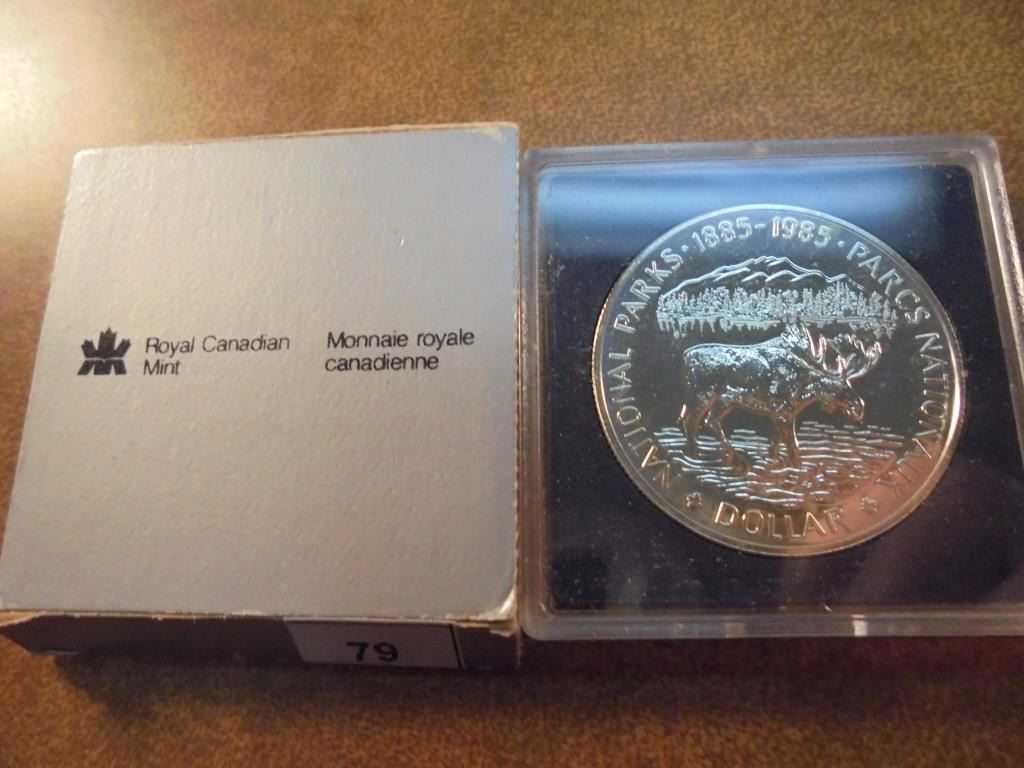 Royal Canadian
Mint
Monnaie royale
canadienne
79
NATIONAL PARKS · 1885-1985 · PARCS NATIONAUX
DOLLAR